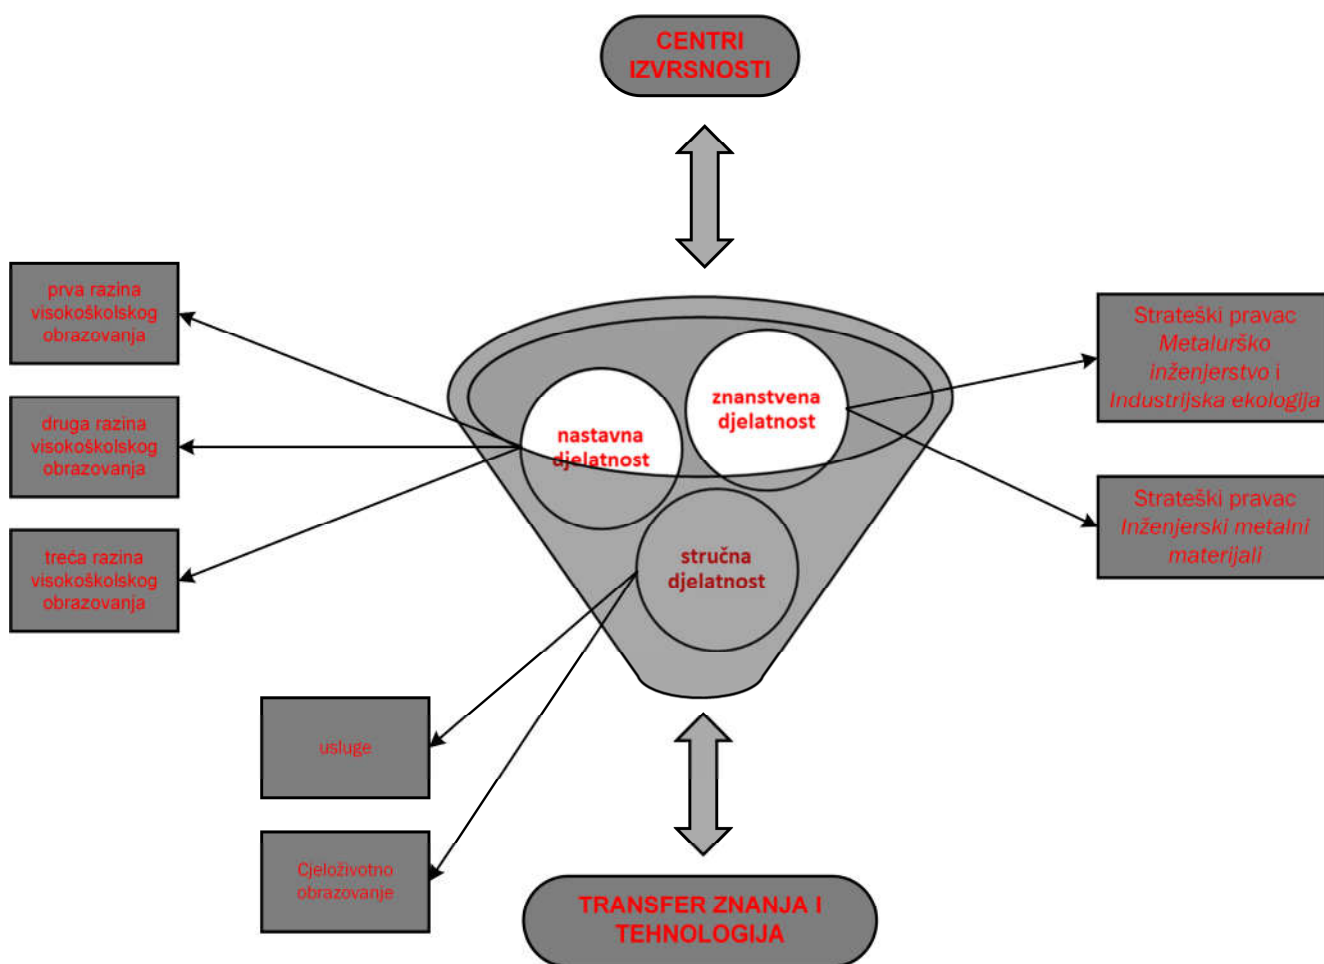 CENTRI
IZVRSNOSTI
prva razina
visokoškolskog
obrazovanja
druga razina
visokoškolskog
obrazovanja
treća razina
visokoškolskog
obrazovanja
nastavna
djelatnost
znanstvena
djelatnost
stručna
djelatnost
Strateški pravac
Metalurško
inženjerstvo i
Industrijska ekologija
Strateški pravac
Inženjerski metalni
materijali
usluge
Cjeloživotno
obrazovanje
TRANSFER ZNANJA I
TEHNOLOGIJA